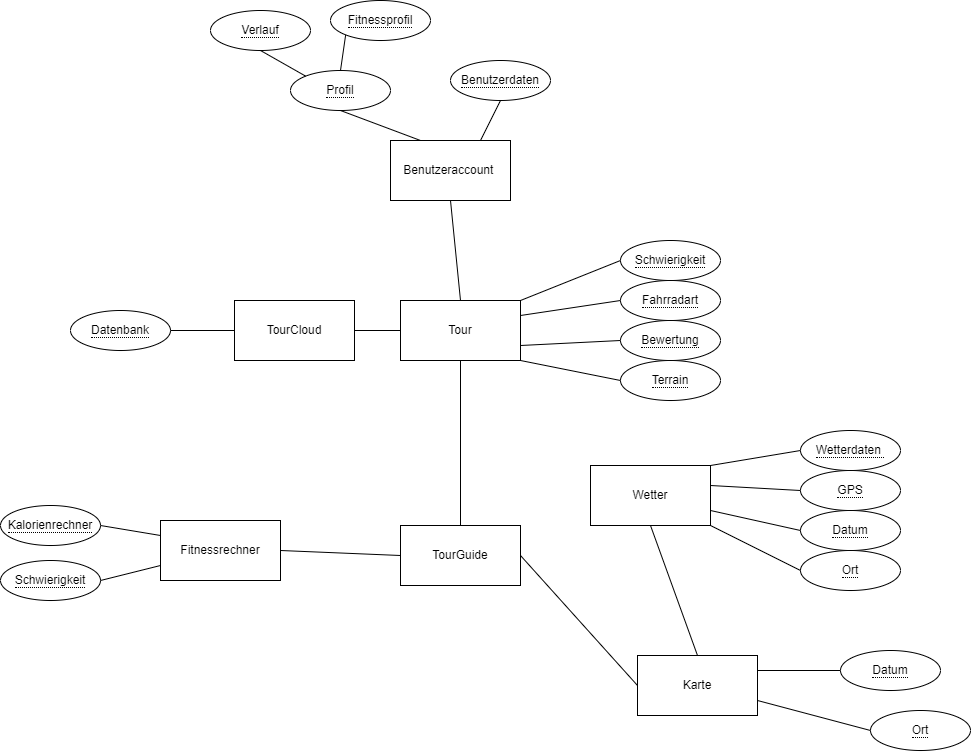 Fitnessprofil
Verlauf
Benutzerdaten
Profil
Benutzeraccount
Schwierigkeit
Fahrradart
Datenbank
TourCloud
Tour
Bewertung
Terrain
Wetterdaten
GPS
Wetter
Kalorienrechner
Datum
Fitnessrechner
TourGuide
Ort
Schwierigkeit
Datum
Karte
Ort